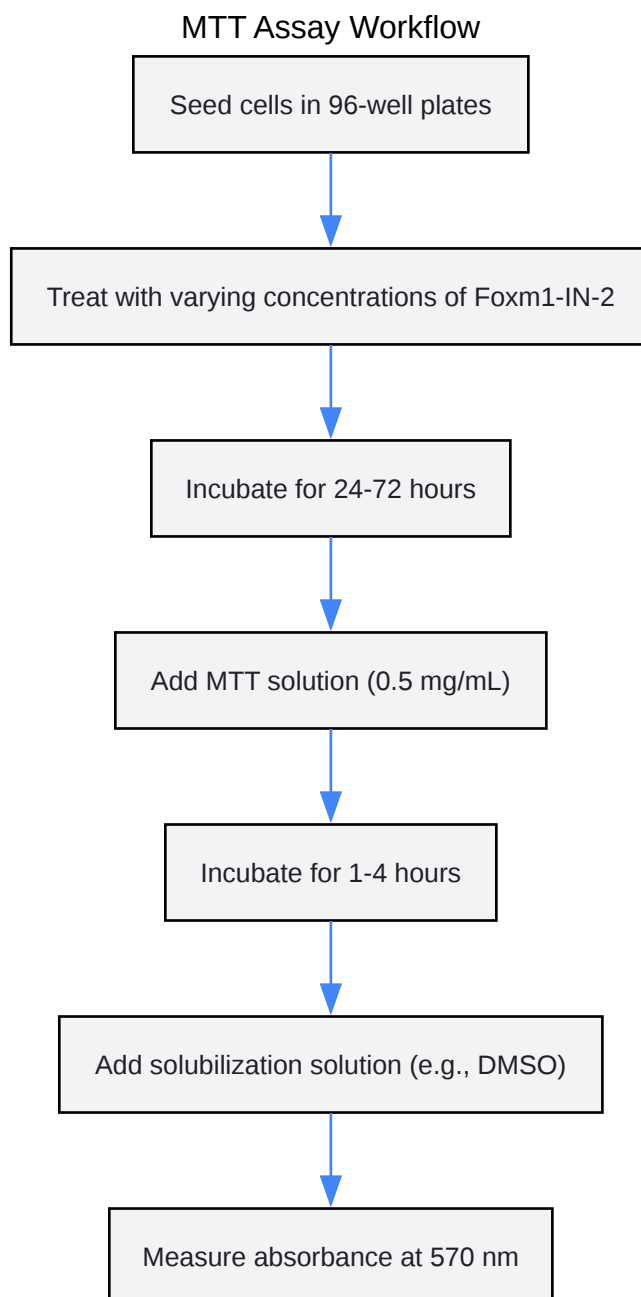 MTT Assay Workflow
Seed cells in 96-well plates
Treat with varying concentrations of Foxm1-IN-2
Incubate for 24-72 hours
Add MTT solution (0.5 mg/mL)
Incubate for 1-4 hours
Add solubilization solution (e.g., DMSO)
Measure absorbance at 570 nm